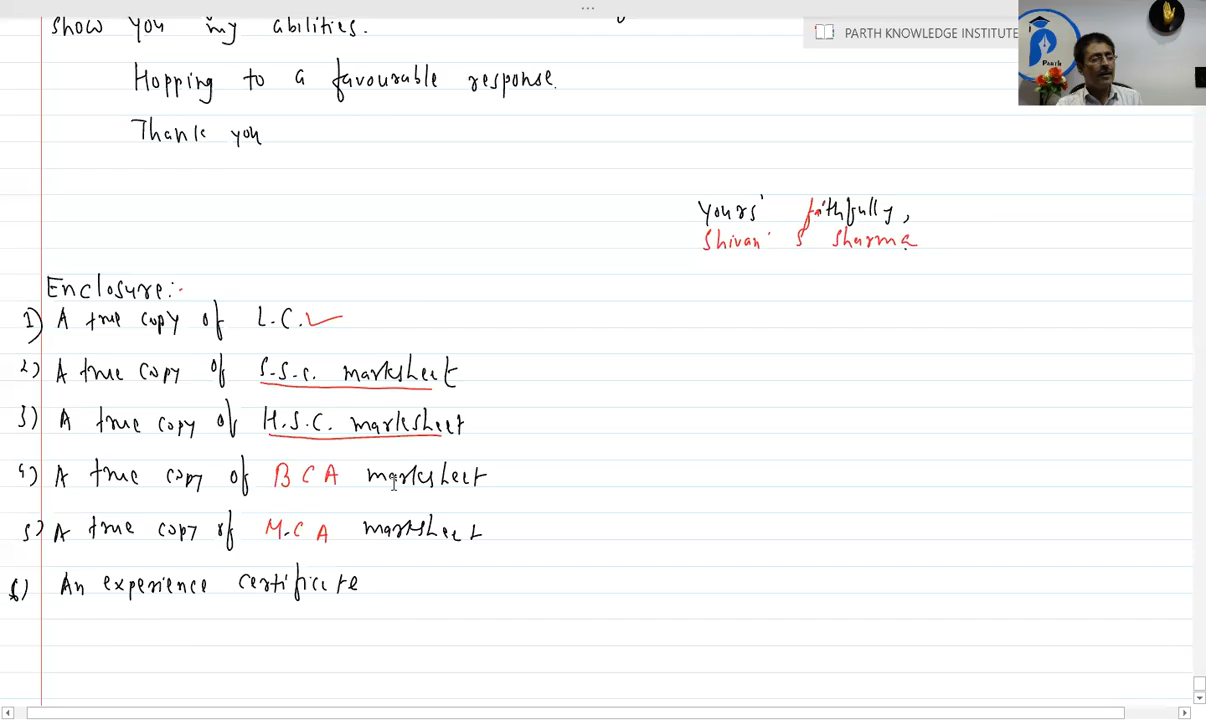 show you my abilities.
PARTH KNOWLEDGE INSTITUTE
Parth
Hopping to a favourable response.
Thank you
Yours' faithfully,
Shivani S Sharma
Enclosure:-
1) A true copy of L.C.
2) A true copy of S.S.C. marksheet
3) A true copy of H.S.C. marksheet
4) A true copy of BCA marksheet
5) A true copy of M.C A marksheet
6) An experience certificate